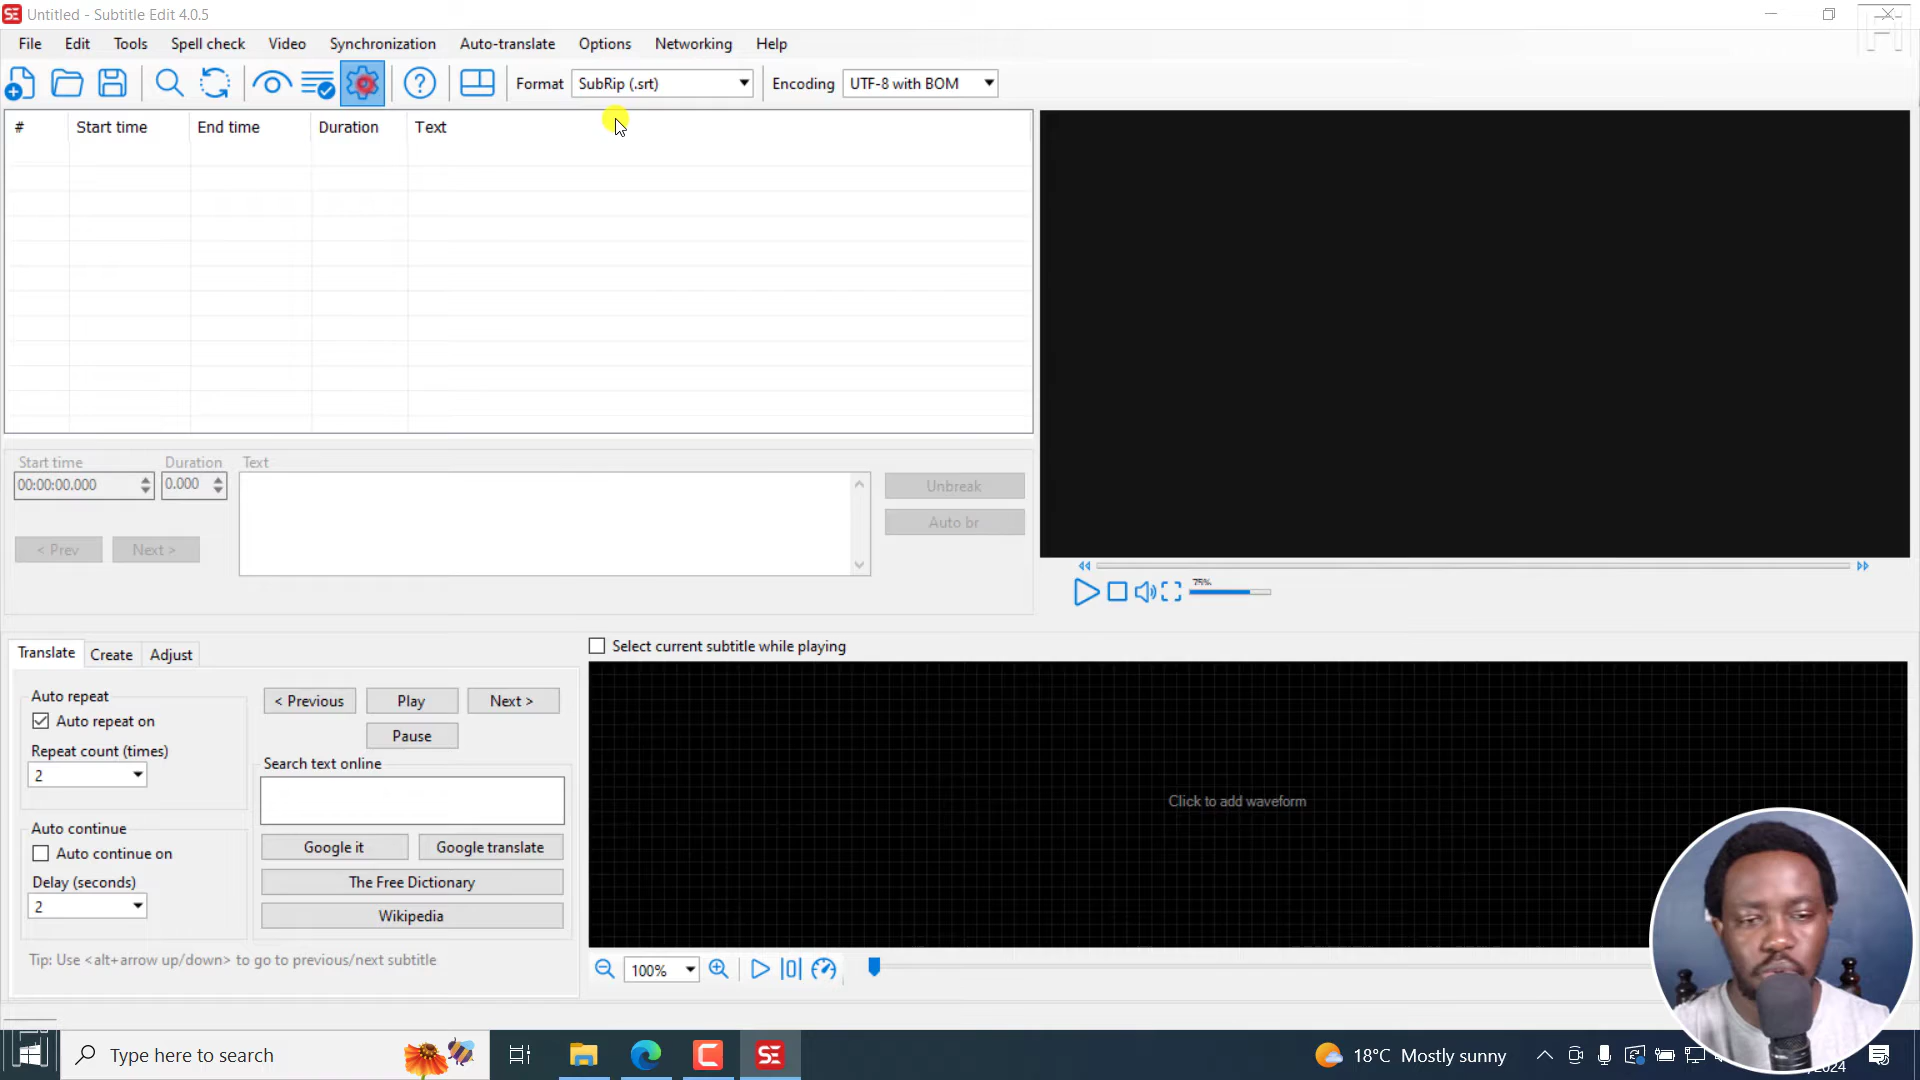 Untitled - Subtitle Edit 4.0.5
File Edit Tools Spell check Video Synchronization Auto-translate Options Networking Help
Format SubRip (.srt) Encoding UTF-8 with BOM
# Start time End time Duration Text
Start time Duration Text
00:00:00.000 0.000
Unbreak
Auto br
< Prev Next >
75%
Translate Create Adjust
Select current subtitle while playing
Auto repeat
Auto repeat on
Repeat count (times)
2
Auto continue
Auto continue on
Delay (seconds)
2
< Previous Play Next >
Pause
Search text online
Google it Google translate
The Free Dictionary
Wikipedia
Tip: Use <alt+arrow up/down> to go to previous/next subtitle
Click to add waveform
100%
Type here to search
18°C Mostly sunny